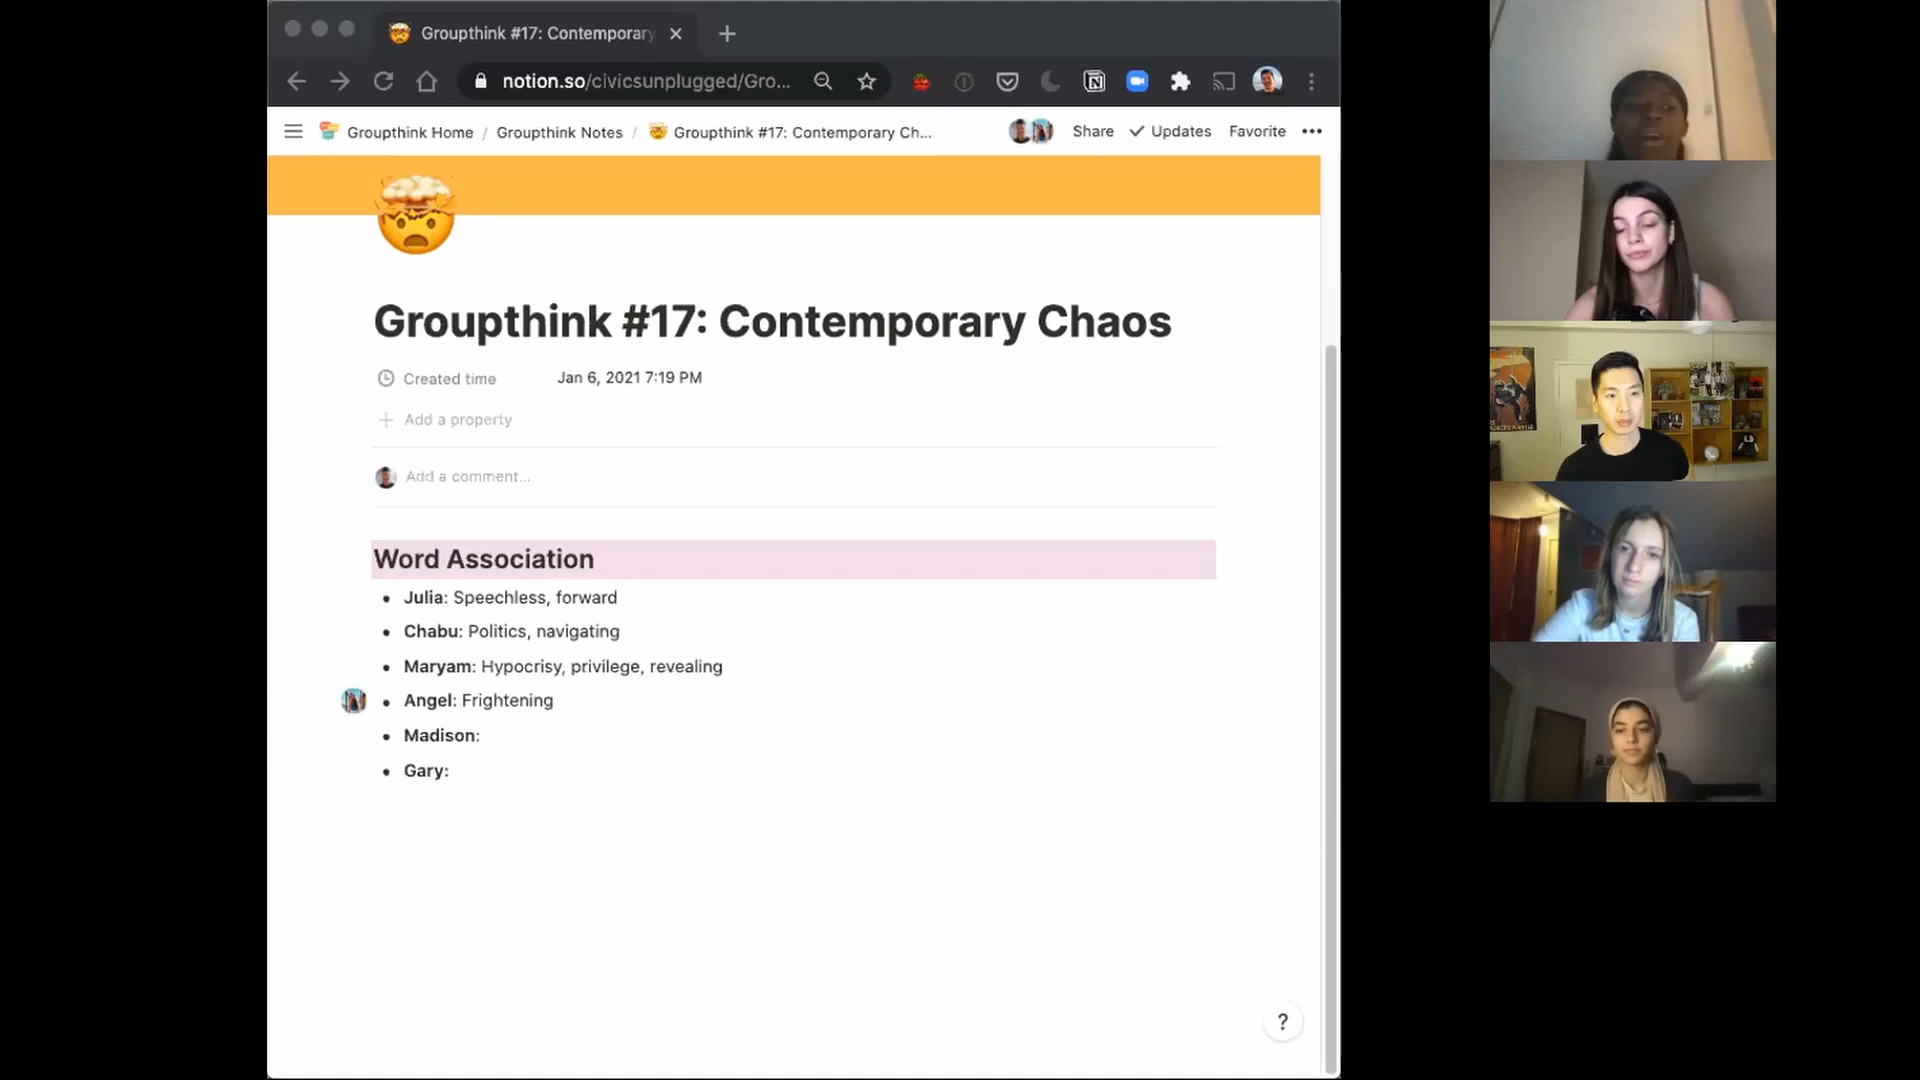 Groupthink #17: Contemporary
notion.so/civicsunplugged/Gro...
Groupthink Home / Groupthink Notes / Groupthink #17: Contemporary Ch...
Share Updates Favorite
Groupthink #17: Contemporary Chaos
Created time Jan 6, 2021 7:19 PM
Add a property
Add a comment...
Word Association
Julia: Speechless, forward
Chabu: Politics, navigating
Maryam: Hypocrisy, privilege, revealing
Angel: Frightening
Madison:
Gary:
?